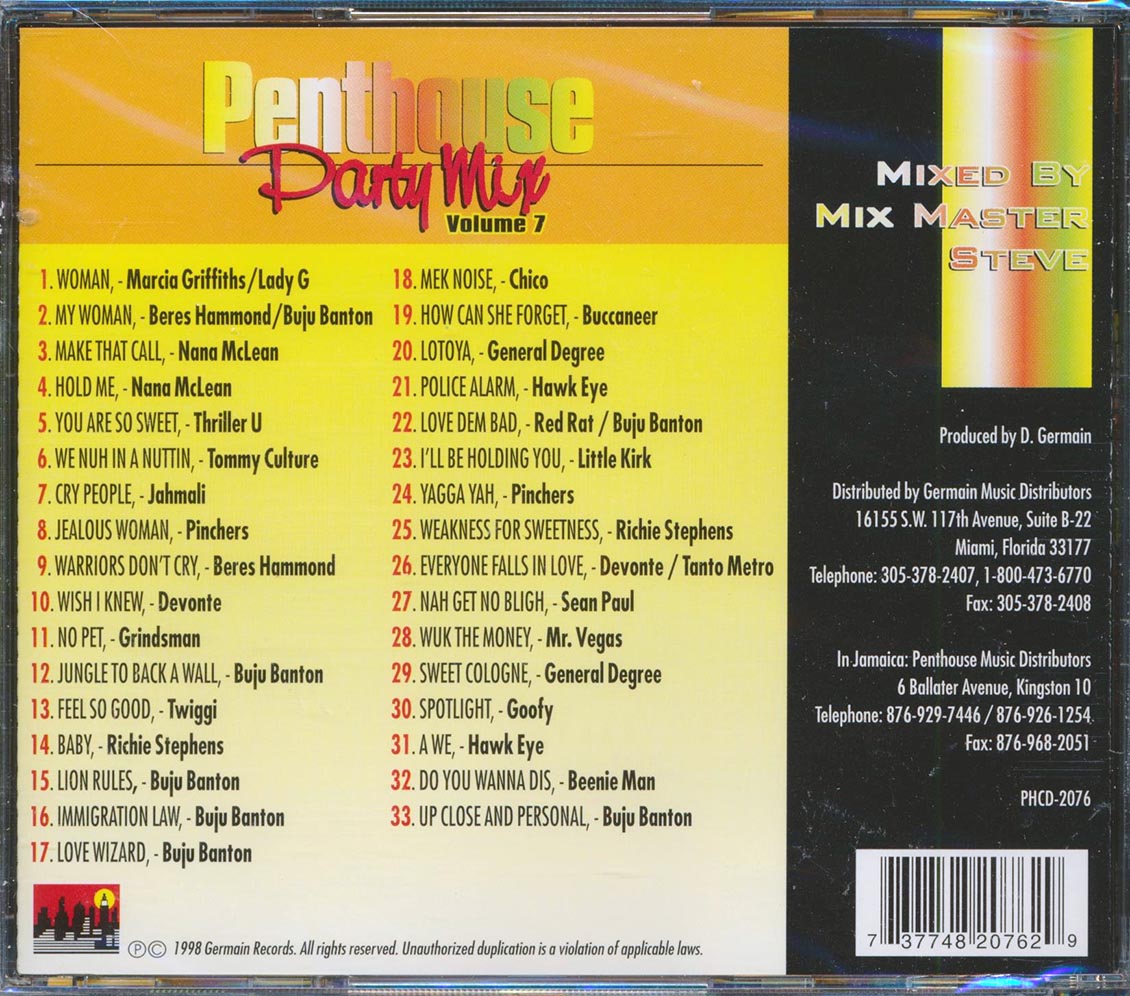 Penthouse
Party Mix
Volume 7
1. WOMAN, - Marcia Griffiths/Lady G
2. MY WOMAN, - Beres Hammond/Buju Banton
3. MAKE THAT CALL, - Nana McLean
4. HOLD ME, - Nana McLean
5. YOU ARE SO SWEET, - Thriller U
6. WE NUH IN A NUTTIN, - Tommy Culture
7. CRY PEOPLE, - Jahmali
8. JEALOUS WOMAN, - Pinchers
9. WARRIORS DON'T CRY, - Beres Hammond
10. WISH I KNEW, - Devonte
11. NO PET, - Grindsman
12. JUNGLE TO BACK A WALL, - Buju Banton
13. FEEL SO GOOD, - Twiggi
14. BABY, - Richie Stephens
15. LION RULES, - Buju Banton
16. IMMIGRATION LAW, - Buju Banton
17. LOVE WIZARD, - Buju Banton
18. MEK NOISE, - Chico
19. HOW CAN SHE FORGET, - Buccaneer
20. LOTOYA, - General Degree
21. POLICE ALARM, - Hawk Eye
22. LOVE DEM BAD, - Red Rat / Buju Banton
23. I'LL BE HOLDING YOU, - Little Kirk
24. YAGGA YAH, - Pinchers
25. WEAKNESS FOR SWEETNESS, - Richie Stephens
26. EVERYONE FALLS IN LOVE, - Devonte / Tanto Metro
27. NAH GET NO BLIGH, - Sean Paul
28. WUK THE MONEY, - Mr. Vegas
29. SWEET COLOGNE, - General Degree
30. SPOTLIGHT, - Goofy
31. A WE, - Hawk Eye
32. DO YOU WANNA DIS, - Beenie Man
33. UP CLOSE AND PERSONAL, - Buju Banton
℗© 1998 Germain Records. All rights reserved. Unauthorized duplication is a violation of applicable laws.
MIXED BY
MIX MASTER
STEVE
Produced by D. Germain
Distributed by Germain Music Distributors
16155 S.W. 117th Avenue, Suite B-22
Miami, Florida 33177
Telephone: 305-378-2407, 1-800-473-6770
Fax: 305-378-2408
In Jamaica: Penthouse Music Distributors
6 Ballater Avenue, Kingston 10
Telephone: 876-929-7446 / 876-926-1254
Fax: 876-968-2051
PHCD-2076
7 37748 20762 9